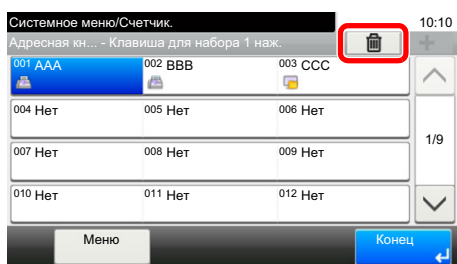 Системное меню/Счетчик. 10:10
Адресная кн... - Клавиша для набора 1 наж.
001 AAA 002 BBB 003 CCC
004 Нет 005 Нет 006 Нет
1/9
007 Нет 008 Нет 009 Нет
010 Нет 011 Нет 012 Нет
Меню Конец